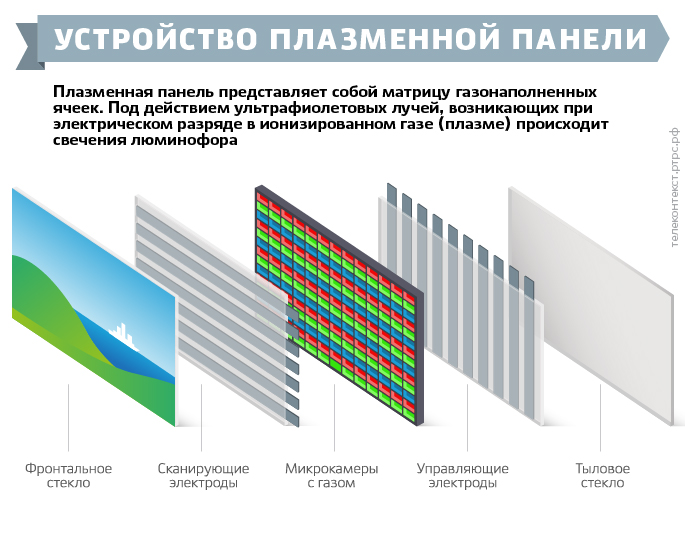 УСТРОЙСТВО ПЛАЗМЕННОЙ ПАНЕЛИ
Плазменная панель представляет собой матрицу газонаполненных
ячеек. Под действием ультрафиолетовых лучей, возникающих при
электрическом разряде в ионизированном газе (плазме) происходит
свечения люминофора
телеконтекст.ртрс.рф
Фронтальное
стекло
Сканирующие
электроды
Микрокамеры
с газом
Управляющие
электроды
Тыловое
стекло